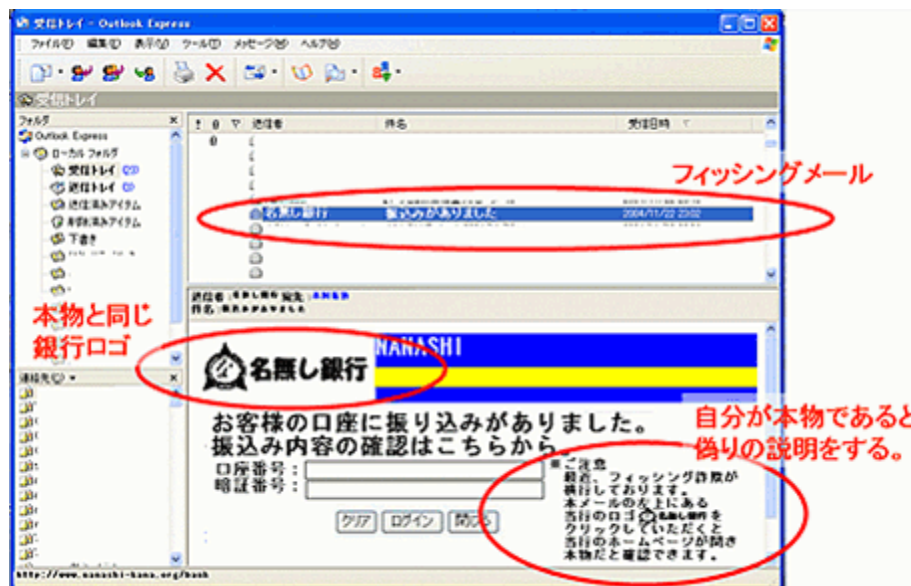 受信トレイ - Outlook Express
ファイル(F) 編集(E) 表示(V) ツール(T) メッセージ(M) ヘルプ(H)
受信トレイ
フォルダ
Outlook Express
ローカル フォルダ
受信トレイ
送信トレイ
送信済みアイテム
削除済みアイテム
下書き
連絡先(C)
送信者 件名 受信日時
名無し銀行 振込みがありました 2004/11/22 23:02
フィッシングメール
送信者: 宛先:
件名:
本物と同じ
銀行ロゴ
名無し銀行
NANASHI
お客様の口座に振り込みがありました。
振込み内容の確認はこちらから。
口座番号:
暗証番号:
クリア ログイン 閉じる
自分が本物であると
偽りの説明をする。
※ご注意
最近、フィッシング詐欺が
横行しております。
本メールの左上にある
当行のロゴ 名無し銀行を
クリックしていただくと
当行のホームページが開き
本物だと確認できます。